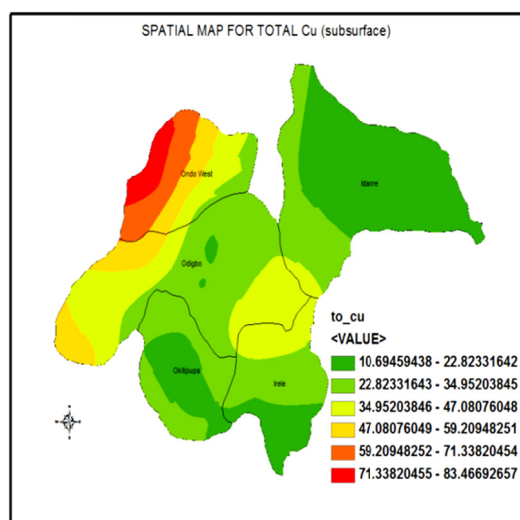 SPATIAL MAP FOR TOTAL Cu (subsurface)
Ondo West
Idanre
Odigbo
Okitipupa
Irele
to_cu
<VALUE>
10.69459438 - 22.82331642
22.82331643 - 34.95203845
34.95203846 - 47.08076048
47.08076049 - 59.20948251
59.20948252 - 71.33820454
71.33820455 - 83.46692657